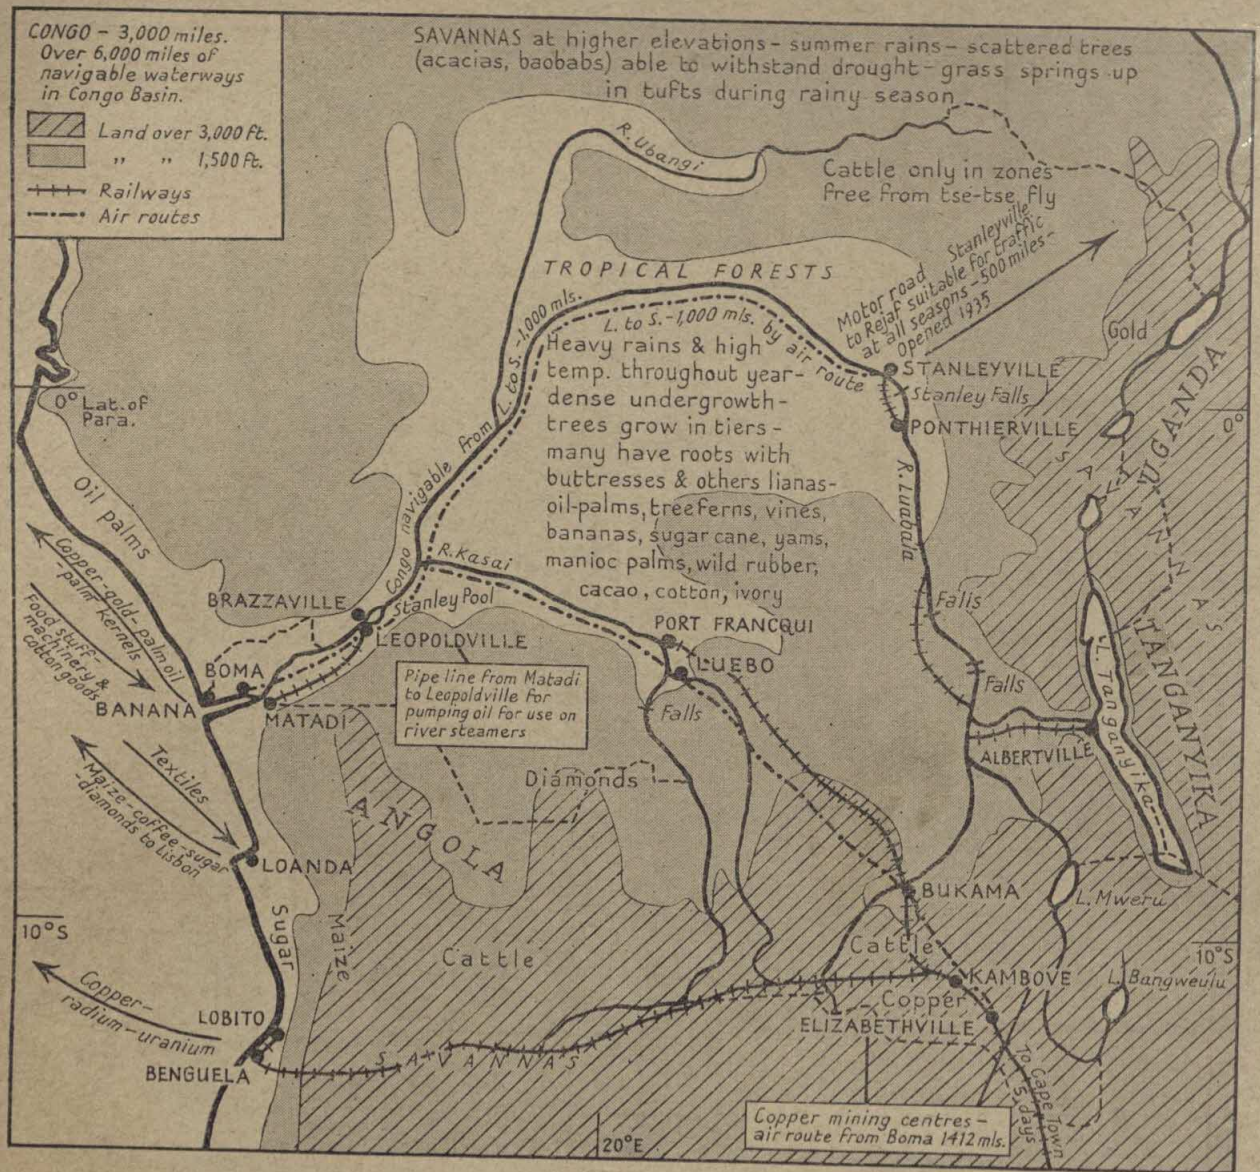 CONGO - 3,000 miles.
Over 6,000 miles of
navigable waterways
in Congo Basin.
Land over 3,000 ft.
" " 1,500 ft.
Railways
Air routes
SAVANNAS at higher elevations - summer rains - scattered trees
(acacias, baobabs) able to withstand drought - grass springs up
in tufts during rainy season
R. Ubangi
Cattle only in zones
free from tse-tse fly
TROPICAL FORESTS
Motor road Stanleyville
to Rejaf suitable for traffic
at all seasons - 500 miles -
Opened 1935
Gold
Congo navigable from L. to S. - 1,000 mls.
L. to S. - 1,000 mls. by air route
Heavy rains & high
temp. throughout year-
dense undergrowth-
trees grow in tiers -
many have roots with
buttresses & others lianas-
oil-palms, tree ferns, vines,
bananas, sugar cane, yams,
manioc palms, wild rubber,
cacao, cotton, ivory
STANLEYVILLE
Stanley Falls
PONTHIERVILLE
R. Lualaba
0° Lat. of
Para.
0°
UGANDA
SAVANNAS
TANGANYIKA
L. Tanganyika
Oil palms
Copper-gold-palm oil
-palm kernels
Food stuff-
machinery &
cotton goods
R. Kasai
BRAZZAVILLE
Stanley Pool
LEOPOLDVILLE
PORT FRANCQUI
LUEBO
Falls
Falls
Falls
BOMA
BANANA
MATADI
Pipe line from Matadi
to Leopoldville for
pumping oil for use on
river steamers
ALBERTVILLE
Textiles
Maize-coffee-sugar
-diamonds to Lisbon
Diamonds
ANGOLA
LOANDA
BUKAMA
L. Mweru
Sugar
Maize
10°S
10°S
Cattle
Cattle
KAMBOVE
L. Bangweulu
Copper
ELIZABETHVILLE
Copper-
radium-uranium
LOBITO
BENGUELA
SAVANNAS
To Cape Town
5 days
Copper mining centres -
air route from Boma 1412 mls.
20°E